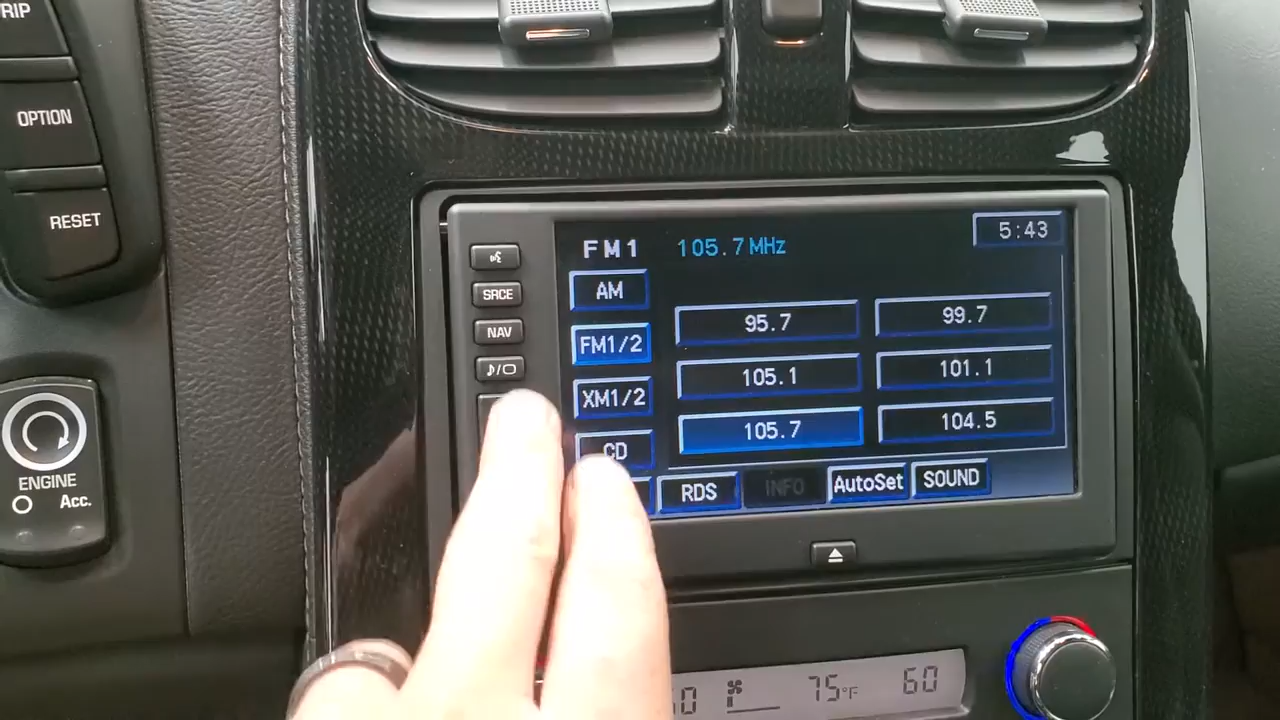 TRIP
OPTION
RESET
ENGINE
Acc.
SRCE
NAV
FM1 105.7 MHz 5:43
AM
FM1/2
XM1/2
CD
95.7 99.7
105.1 101.1
105.7 104.5
RDS INFO AutoSet SOUND
75°F 60